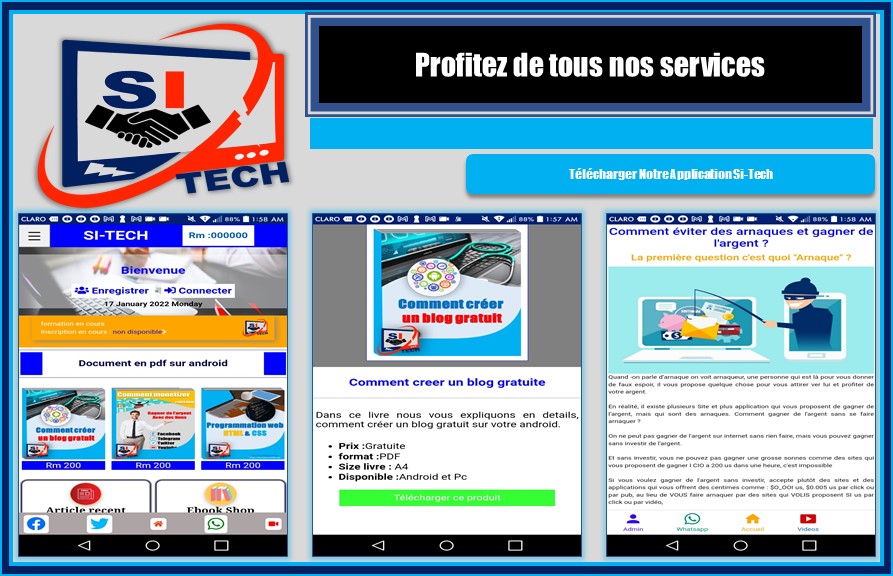 SI
TECH
Profitez de tous nos services
Télécharger Notre Application Si-Tech
CLARO 88% 1:58 AM
SI-TECH Rm :000000
Bienvenue
Enregistrer Connecter
17 January 2022 Monday
formation en cours
Inscription en cours : non disponible
Document en pdf sur android
Comment créer
un blog gratuit
Comment monetizer
Gagner de l'argent
Avec des Nous
Facebook
Telegram
Twitter
Programmation web
HTML & CSS
Rm 200 Rm 200 Rm 200
Article recent Ebook Shop
CLARO 88% 1:57 AM
Comment créer
un blog gratuit
SI
Comment creer un blog gratuite
Dans ce livre nous vous expliquons en details,
comment créer un blog gratuit sur votre android.
Prix :Gratuite
format :PDF
Size livre : A4
Disponible :Android et Pc
Télécharger ce produit
CLARO 88% 1:58 AM
Comment éviter des arnaques et gagner de
l'argent ?
La première question c'est quoi "Arnaque" ?
Quand -on parle d'arnaque on voit arnaqueur, une personne qui est là pour vous donner
de faux espoir, il vous propose quelque chose pour vous attirer ver lui et profiter de
votre argent.
En réalité, il existe plusieurs Site et plus application qui vous proposent de gagner de
l'argent, mais qui sont des arnaques. Comment gagner de l'argent sans se faire
arnaquer ?
On ne peut pas gagner de l'argent sur internet sans rien faire, mais vous pouvez gagner
sans investir de l'argent.
Et sans investir, vous ne pouvez pas gagner une grosse sonnes comme des sites qui
vous proposent de gagner I CIO a 200 us dans une heure, c'est impossible
Si vous voulez gagner de l'argent sans investir, accepte plutôt des sites et des
applications qui vous offrent des centimes comme : $O_OOI us, $0.005 us par click ou
par pub, au lieu de VOUS faire arnaquer par des sites qui VOLIS proposent SI us par
click ou par vidéo,
Admin Whatsapp Accueil Videos